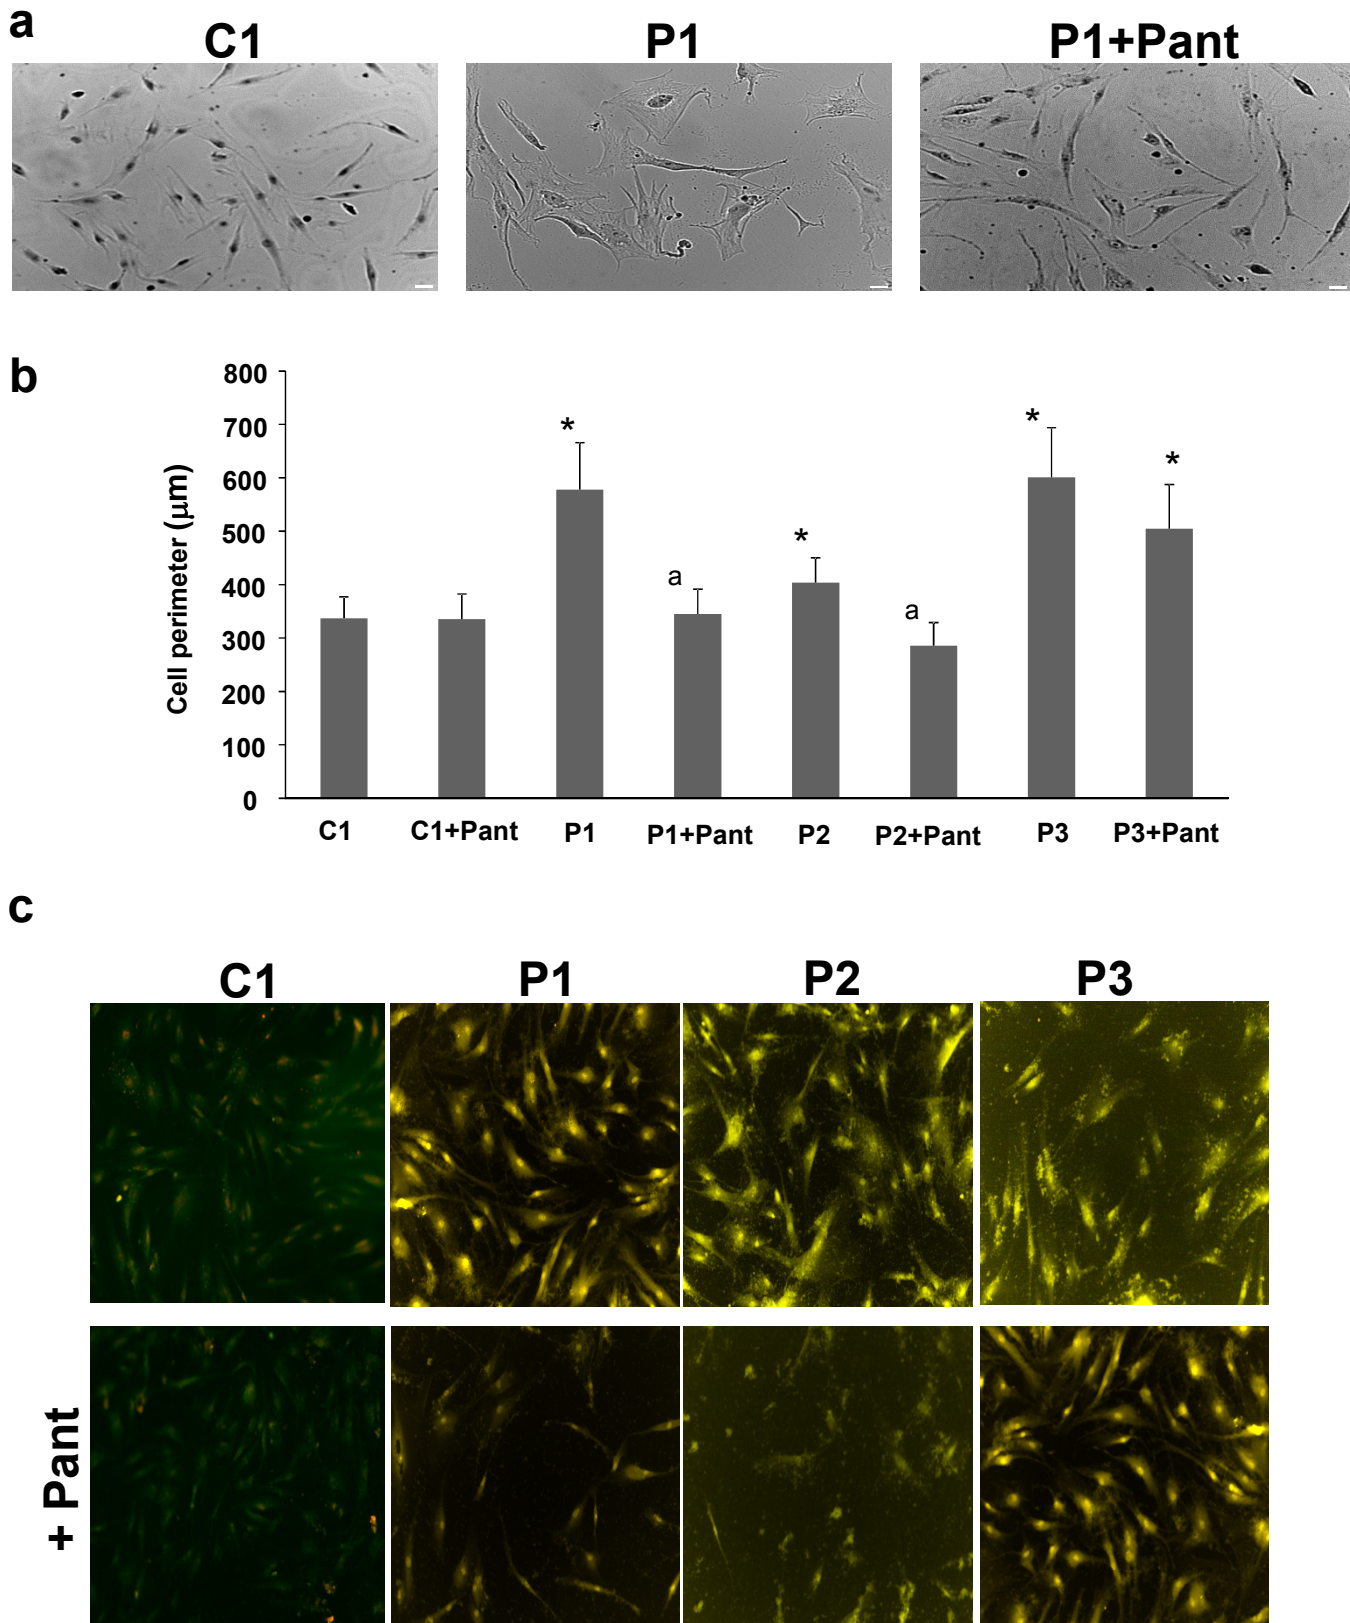 a
C1 P1 P1+Pant
b
800
700
600
500
400
300
200
100
0
Cell perimeter (μm)
* a * a * *
C1 C1+Pant P1 P1+Pant P2 P2+Pant P3 P3+Pant
c
C1 P1 P2 P3
+ Pant